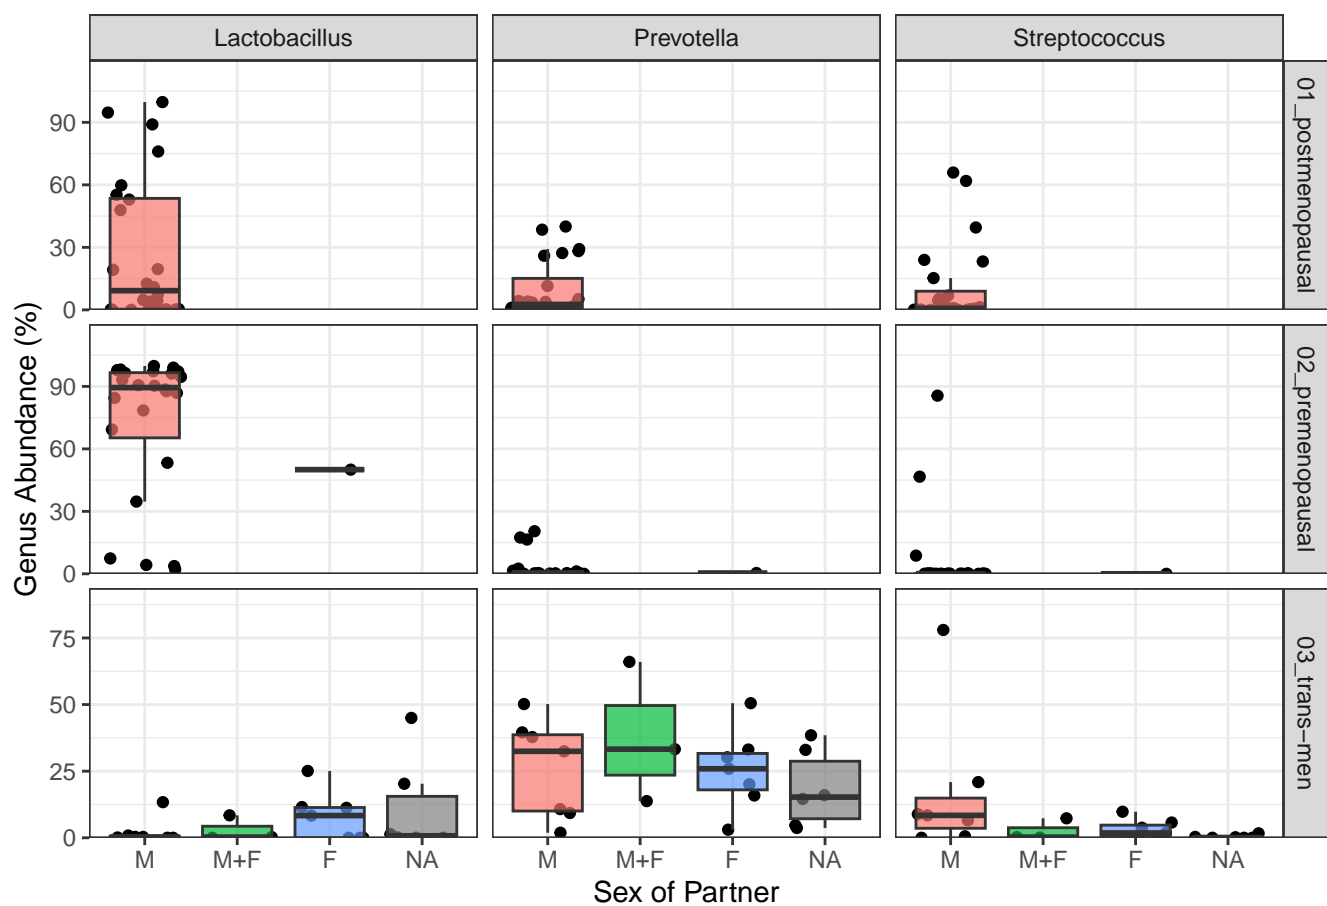 Lactobacillus Prevotella Streptococcus
90
60
30
0
01_postmenopausal
90
60
30
0
02_premenopausal
75
50
25
0
03_trans−men
M M+F F NA M M+F F NA M M+F F NA
Sex of Partner
Genus Abundance (%)